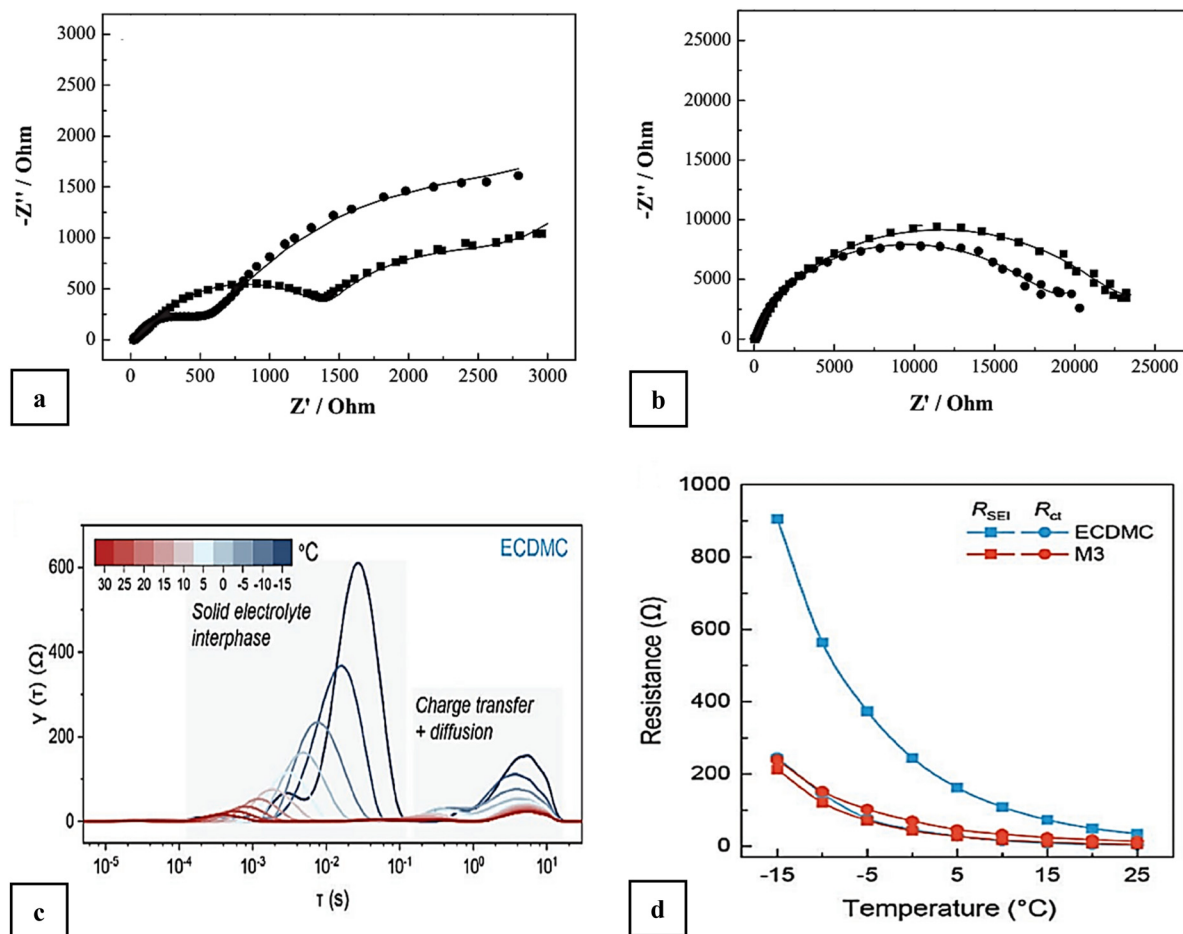 3000
2500
2000
1500
1000
500
0
-Z'' / Ohm
0 500 1000 1500 2000 2500 3000
Z' / Ohm
a
25000
20000
15000
10000
5000
0
-Z'' / Ohm
0 5000 10000 15000 20000 25000
Z' / Ohm
b
°C
ECDMC
30 25 20 15 10 5 0 -5 -10 -15
Solid electrolyte
interphase
Charge transfer
+ diffusion
600
400
200
0
γ (τ) (Ω)
10⁻⁵ 10⁻⁴ 10⁻³ 10⁻² 10⁻¹ 10⁰ 10¹
τ (s)
c
1000
800
600
400
200
0
Resistance (Ω)
R_SEI R_ct
ECDMC
M3
-15 -5 5 15 25
Temperature (°C)
d